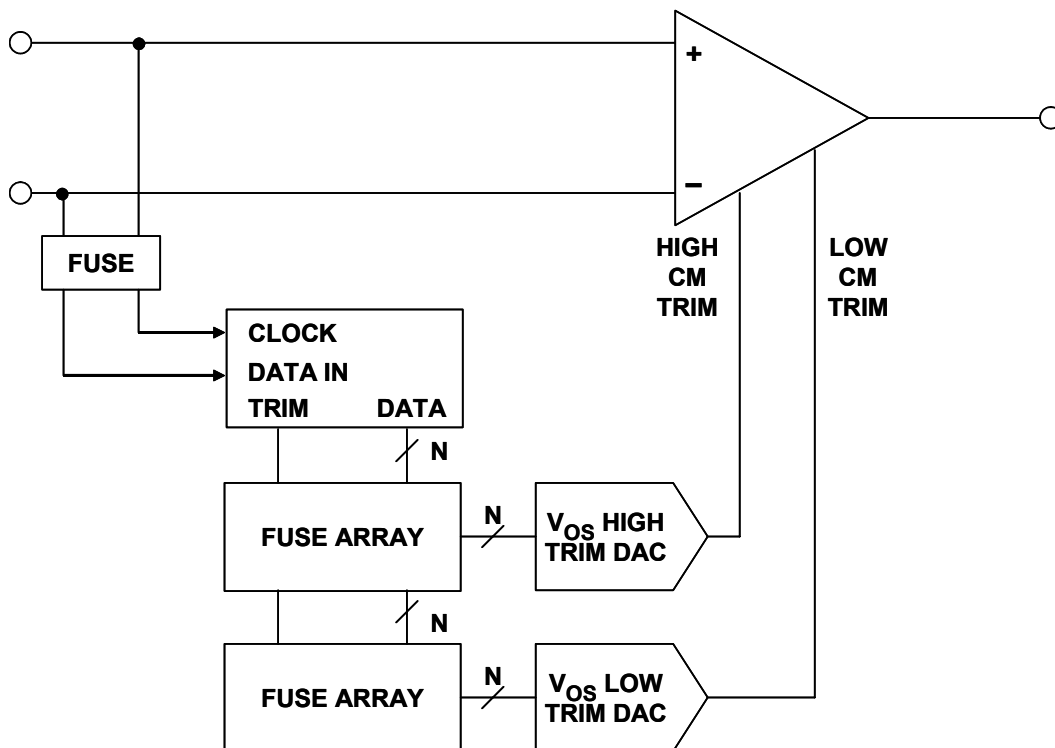 +
−
HIGH
CM
TRIM
LOW
CM
TRIM
FUSE
CLOCK
DATA IN
TRIM DATA
N
FUSE ARRAY
N
VOS HIGH
TRIM DAC
N
FUSE ARRAY
N
VOS LOW
TRIM DAC